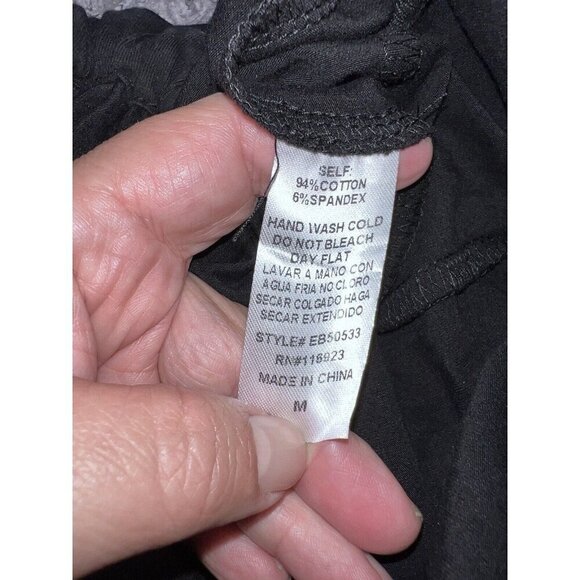 SELF:
94%COTTON
6%SPANDEX
HAND WASH COLD
DO NOT BLEACH
DAY FLAT
LAVAR A MANO CON
AGUA FRIA NO CLORO
SECAR COLGADO HAGA
SECAR EXTENDIDO
STYLE# EB50533
RN#118923
MADE IN CHINA
M